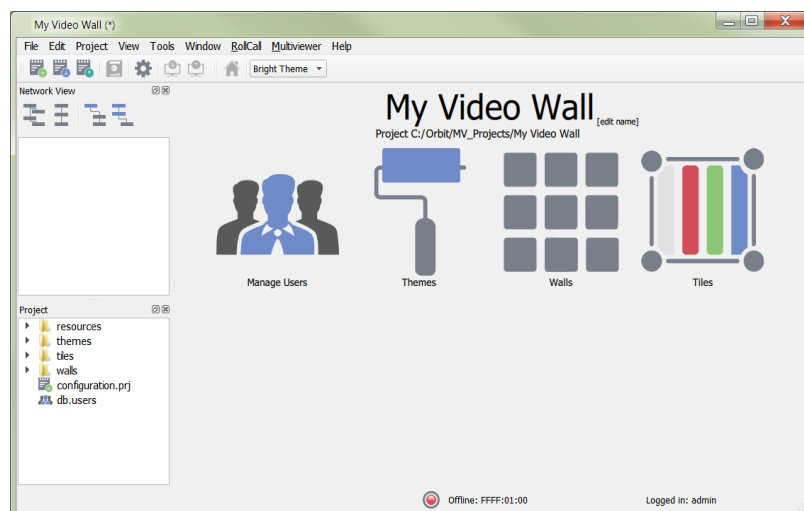 My Video Wall (*)
File Edit Project View Tools Window RollCall Multiviewer Help
Bright Theme
Network View
My Video Wall [edit name]
Project C:/Orbit/MV_Projects/My Video Wall
Manage Users Themes Walls Tiles
Project
resources
themes
tiles
walls
configuration.prj
db.users
Offline: FFFF:01:00 Logged in: admin